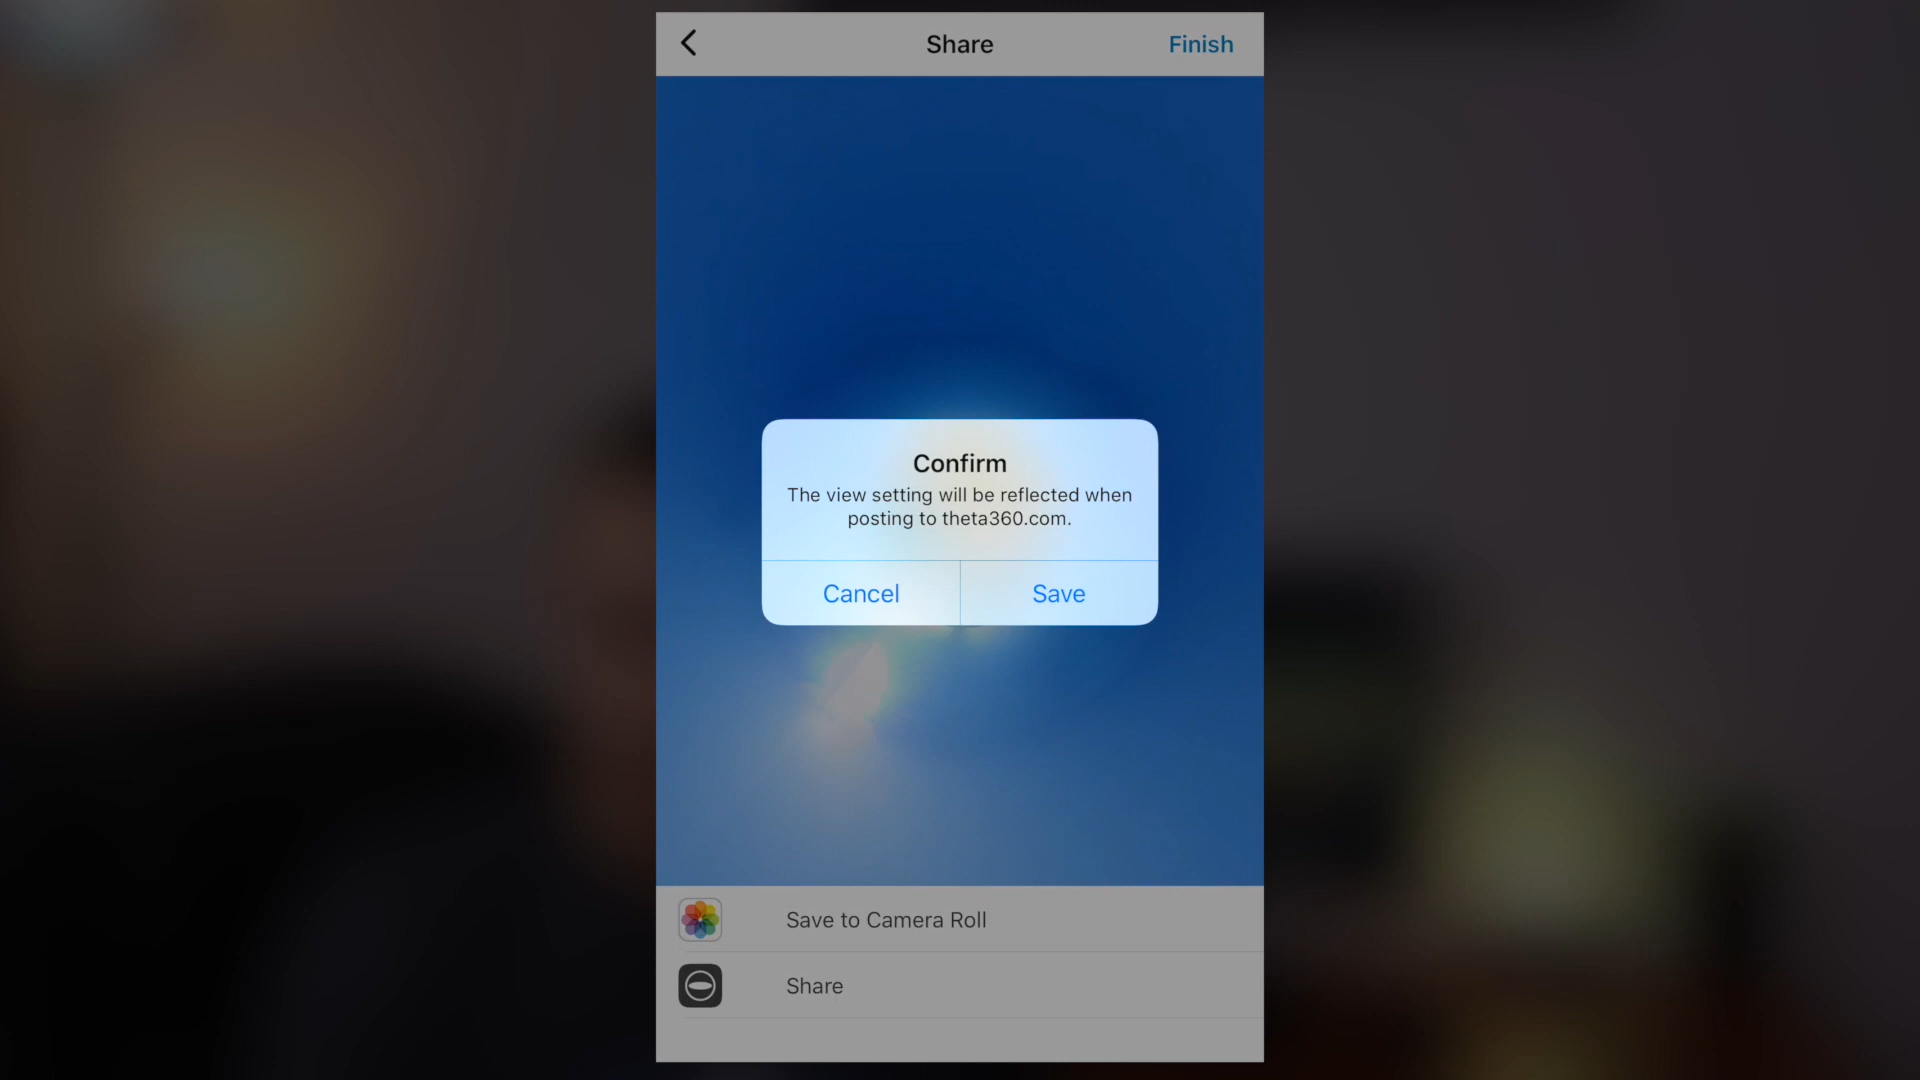 Share
Finish
Confirm
The view setting will be reflected when
posting to theta360.com.
Cancel
Save
Save to Camera Roll
Share